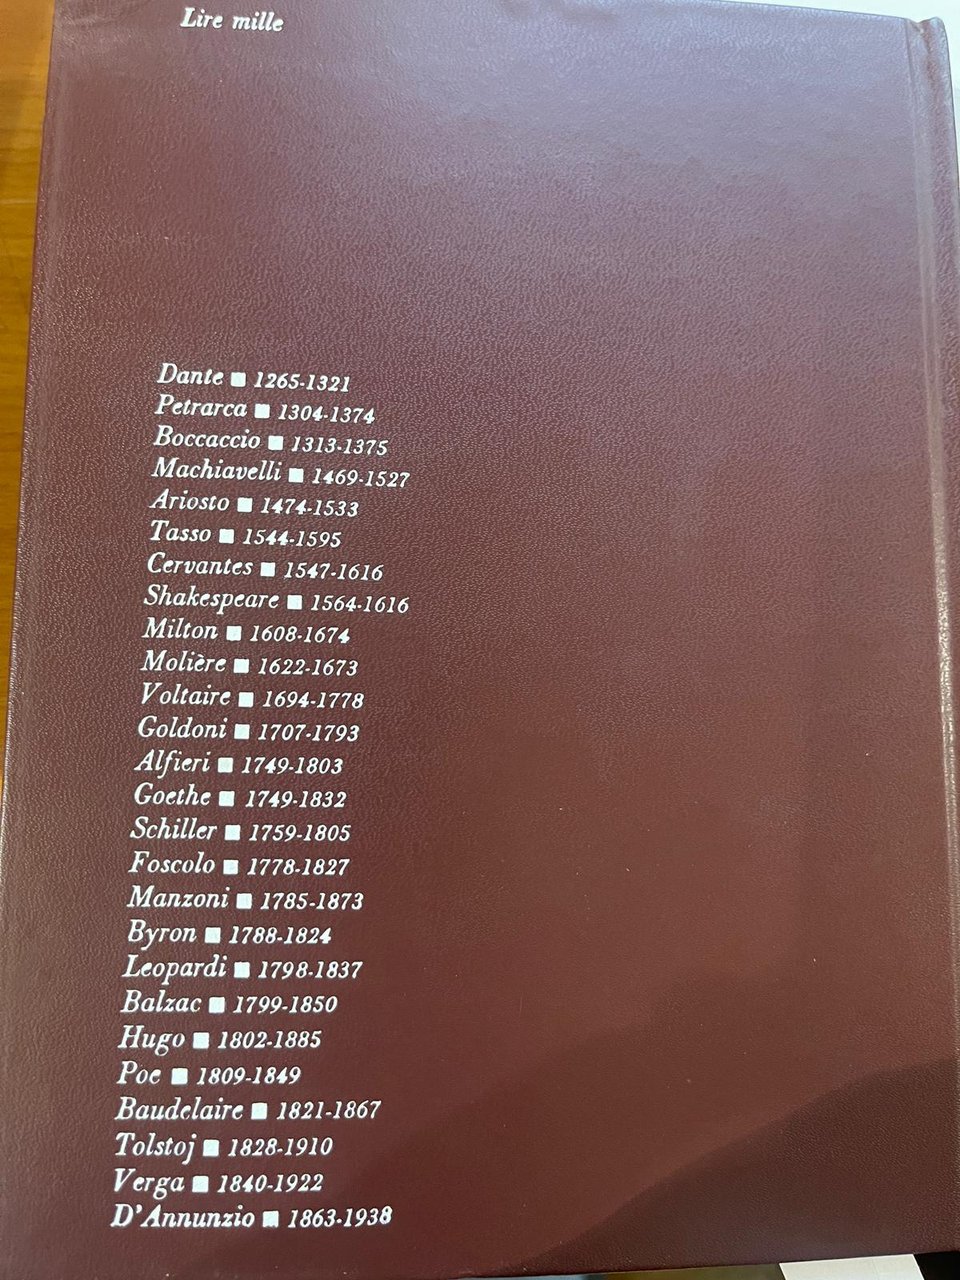 Lire mille
Dante ■ 1265-1321
Petrarca ■ 1304-1374
Boccaccio ■ 1313-1375
Machiavelli ■ 1469-1527
Ariosto ■ 1474-1533
Tasso ■ 1544-1595
Cervantes ■ 1547-1616
Shakespeare ■ 1564-1616
Milton ■ 1608-1674
Molière ■ 1622-1673
Voltaire ■ 1694-1778
Goldoni ■ 1707-1793
Alfieri ■ 1749-1803
Goethe ■ 1749-1832
Schiller ■ 1759-1805
Foscolo ■ 1778-1827
Manzoni ■ 1785-1873
Byron ■ 1788-1824
Leopardi ■ 1798-1837
Balzac ■ 1799-1850
Hugo ■ 1802-1885
Poe ■ 1809-1849
Baudelaire ■ 1821-1867
Tolstoj ■ 1828-1910
Verga ■ 1840-1922
D'Annunzio ■ 1863-1938